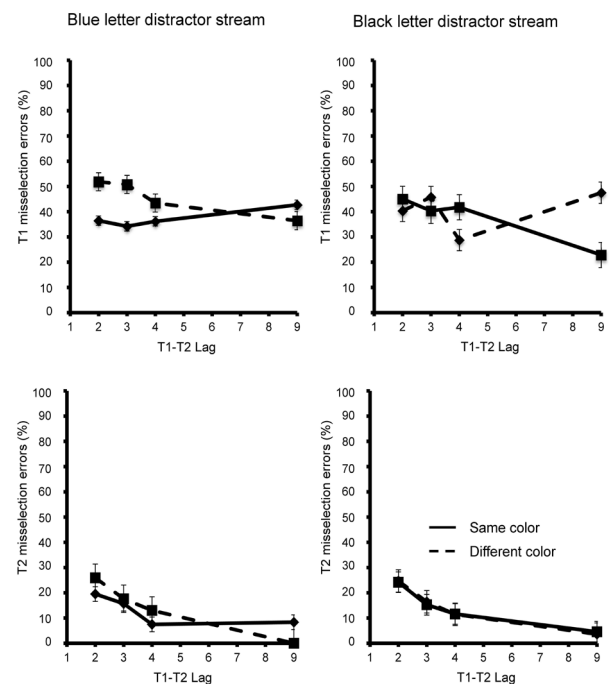 Blue letter distractor stream
Black letter distractor stream
T1 misselection errors (%)
100
90
80
70
60
50
40
30
20
10
0
1 2 3 4 5 6 7 8 9
T1-T2 Lag
T1 misselection errors (%)
100
90
80
70
60
50
40
30
20
10
0
1 2 3 4 5 6 7 8 9
T1-T2 Lag
T2 misselection errors (%)
100
90
80
70
60
50
40
30
20
10
0
1 2 3 4 5 6 7 8 9
T1-T2 Lag
T2 misselection errors (%)
100
90
80
70
60
50
40
30
20
10
0
Same color
Different color
1 2 3 4 5 6 7 8 9
T1-T2 Lag